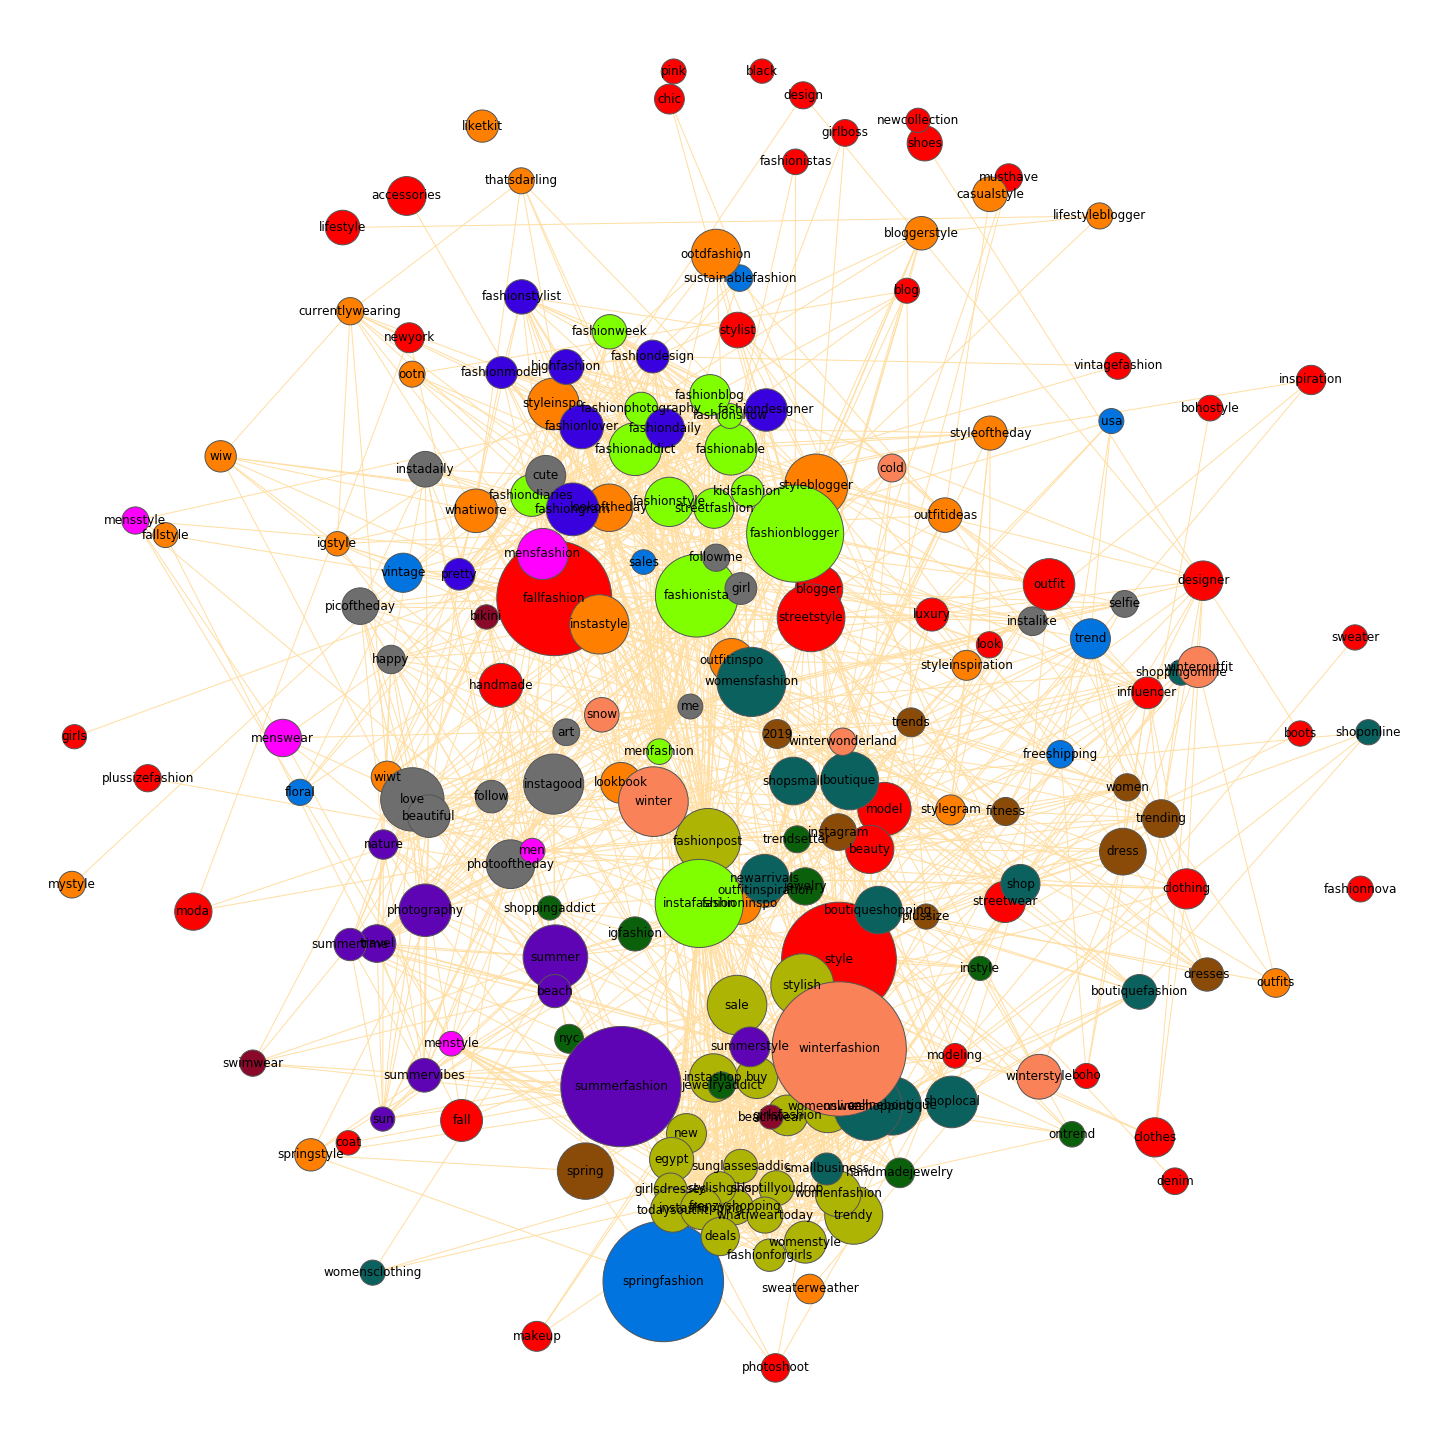 pink
black
chic
design
newcollection
girlboss
shoes
liketkit
fashionistas
thatsdarling
musthave
casualstyle
accessories
lifestyle
lifestyleblogger
bloggerstyle
ootdfashion
sustainablefashion
blog
fashionstylist
currentlywearing
newyork
fashionweek
stylist
fashiondesign
highfashion
vintagefashion
ootn
fashionmodel
inspiration
fashionblog
styleinspo
fashionphotography
fashiondesigner
fashionshow
bohostyle
usa
fashionlover
fashiondaily
styleoftheday
fashionaddict
fashionable
wiw
instadaily
cold
cute
styleblogger
kidsfashion
fashiondiaries
fashionstyle
lookoftheday
streetfashion
fashiongram
whatiwore
outfitideas
mensstyle
fallstyle
fashionblogger
igstyle
mensfashion
followme
sales
vintage
pretty
designer
outfit
girl
blogger
fashionista
fallfashion
picoftheday
selfie
bikini
luxury
streetstyle
instalike
instastyle
trend
sweater
look
happy
outfitinspo
styleinspiration
winteroutfit
shoppingonline
womensfashion
handmade
influencer
me
snow
trends
art
2019
boots
shoponline
girls
menswear
winterwonderland
menfashion
freeshipping
plussizefashion
wiwt
shopsmall
boutique
lookbook
instagood
women
floral
follow
love
winter
model
stylegram
fitness
beautiful
trending
instagram
trendsetter
fashionpost
nature
men
beauty
dress
photooftheday
newarrivals
mystyle
jewelry
shop
outfitinspiration
clothing
fashionnova
streetwear
instafashion
fashioninspo
shoppingaddict
moda
photography
boutiqueshopping
plussize
igfashion
summertime
travel
summer
style
instyle
dresses
outfits
stylish
beach
boutiquefashion
sale
nyc
menstyle
summerstyle
winterfashion
modeling
swimwear
summervibes
instashop
buy
winterstyle
boho
summerfashion
jewelryaddict
shoplocal
onlineboutique
girlsfashion
beachwear
sun
fall
new
ontrend
clothes
coat
springstyle
egypt
sunglassesaddic
smallbusiness
spring
handmadejewelry
denim
girlsdresses
stylishgirls
shoptillyoudrop
womenfashion
todaysoutfit
instashopping
whatiweartoday
trendy
deals
womenstyle
fashionforgirls
womensclothing
springfashion
sweaterweather
makeup
photoshoot